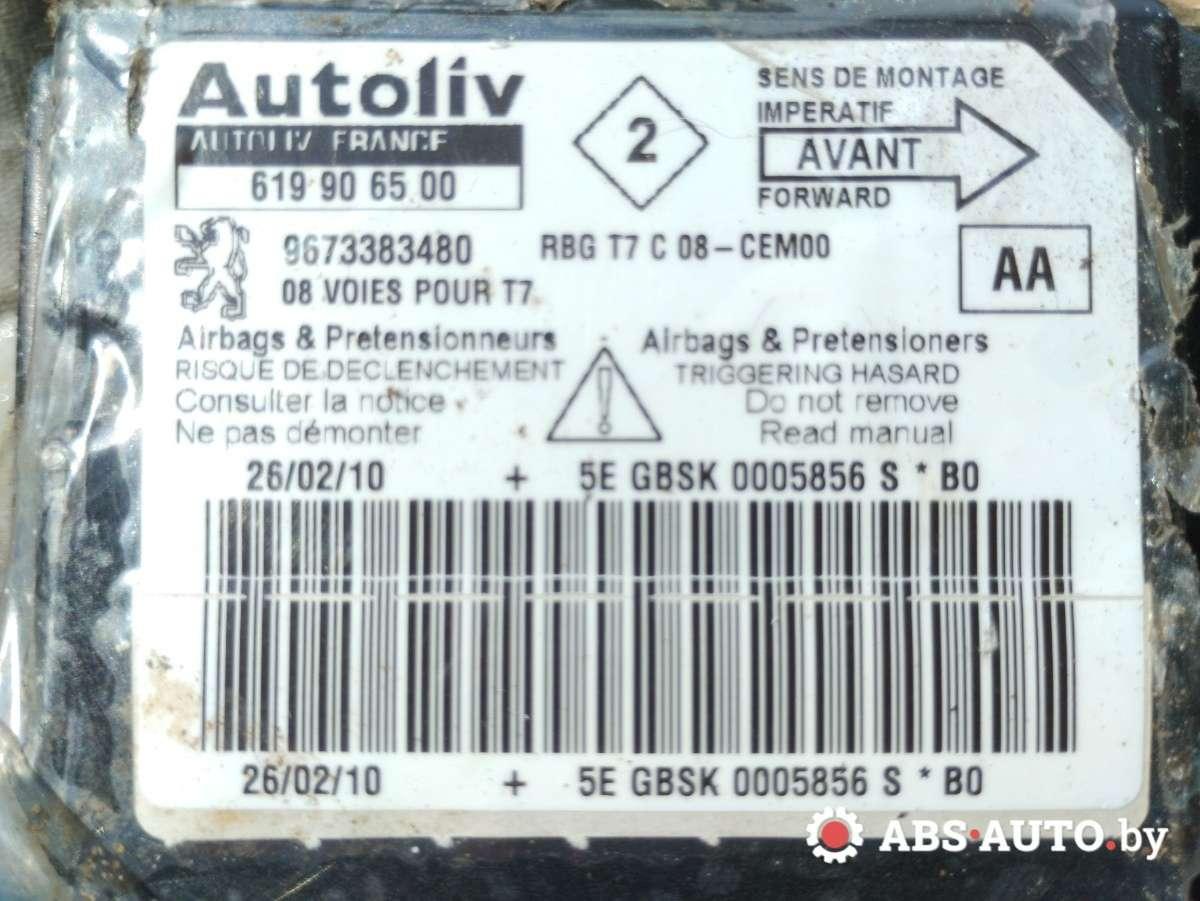 Autoliv
AUTOLIV FRANCE
619 90 65 00
2
SENS DE MONTAGE
IMPERATIF
AVANT
FORWARD
9673383480
RBG T7 C 08-CEM00
08 VOIES POUR T7
AA
Airbags & Pretensionneurs
RISQUE DE DECLENCHEMENT
Consulter la notice
Ne pas démonter
Airbags & Pretensioners
TRIGGERING HASARD
Do not remove
Read manual
26/02/10 + 5E GBSK 0005856 S * B0
26/02/10 + 5E GBSK 0005856 S * B0
ABS-AUTO.by